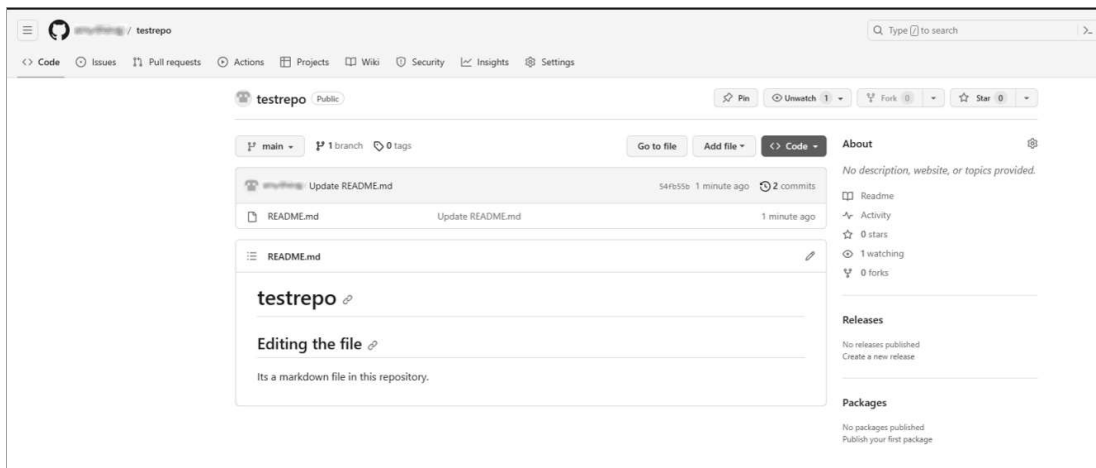 / testrepo
Type / to search
Code Issues Pull requests Actions Projects Wiki Security Insights Settings
testrepo Public
Pin Unwatch 1 Fork 0 Star 0
main 1 branch 0 tags Go to file Add file Code
Update README.md 54fb55b 1 minute ago 2 commits
README.md Update README.md 1 minute ago
README.md
testrepo
Editing the file
Its a markdown file in this repository.
About
No description, website, or topics provided.
Readme
Activity
0 stars
1 watching
0 forks
Releases
No releases published
Create a new release
Packages
No packages published
Publish your first package